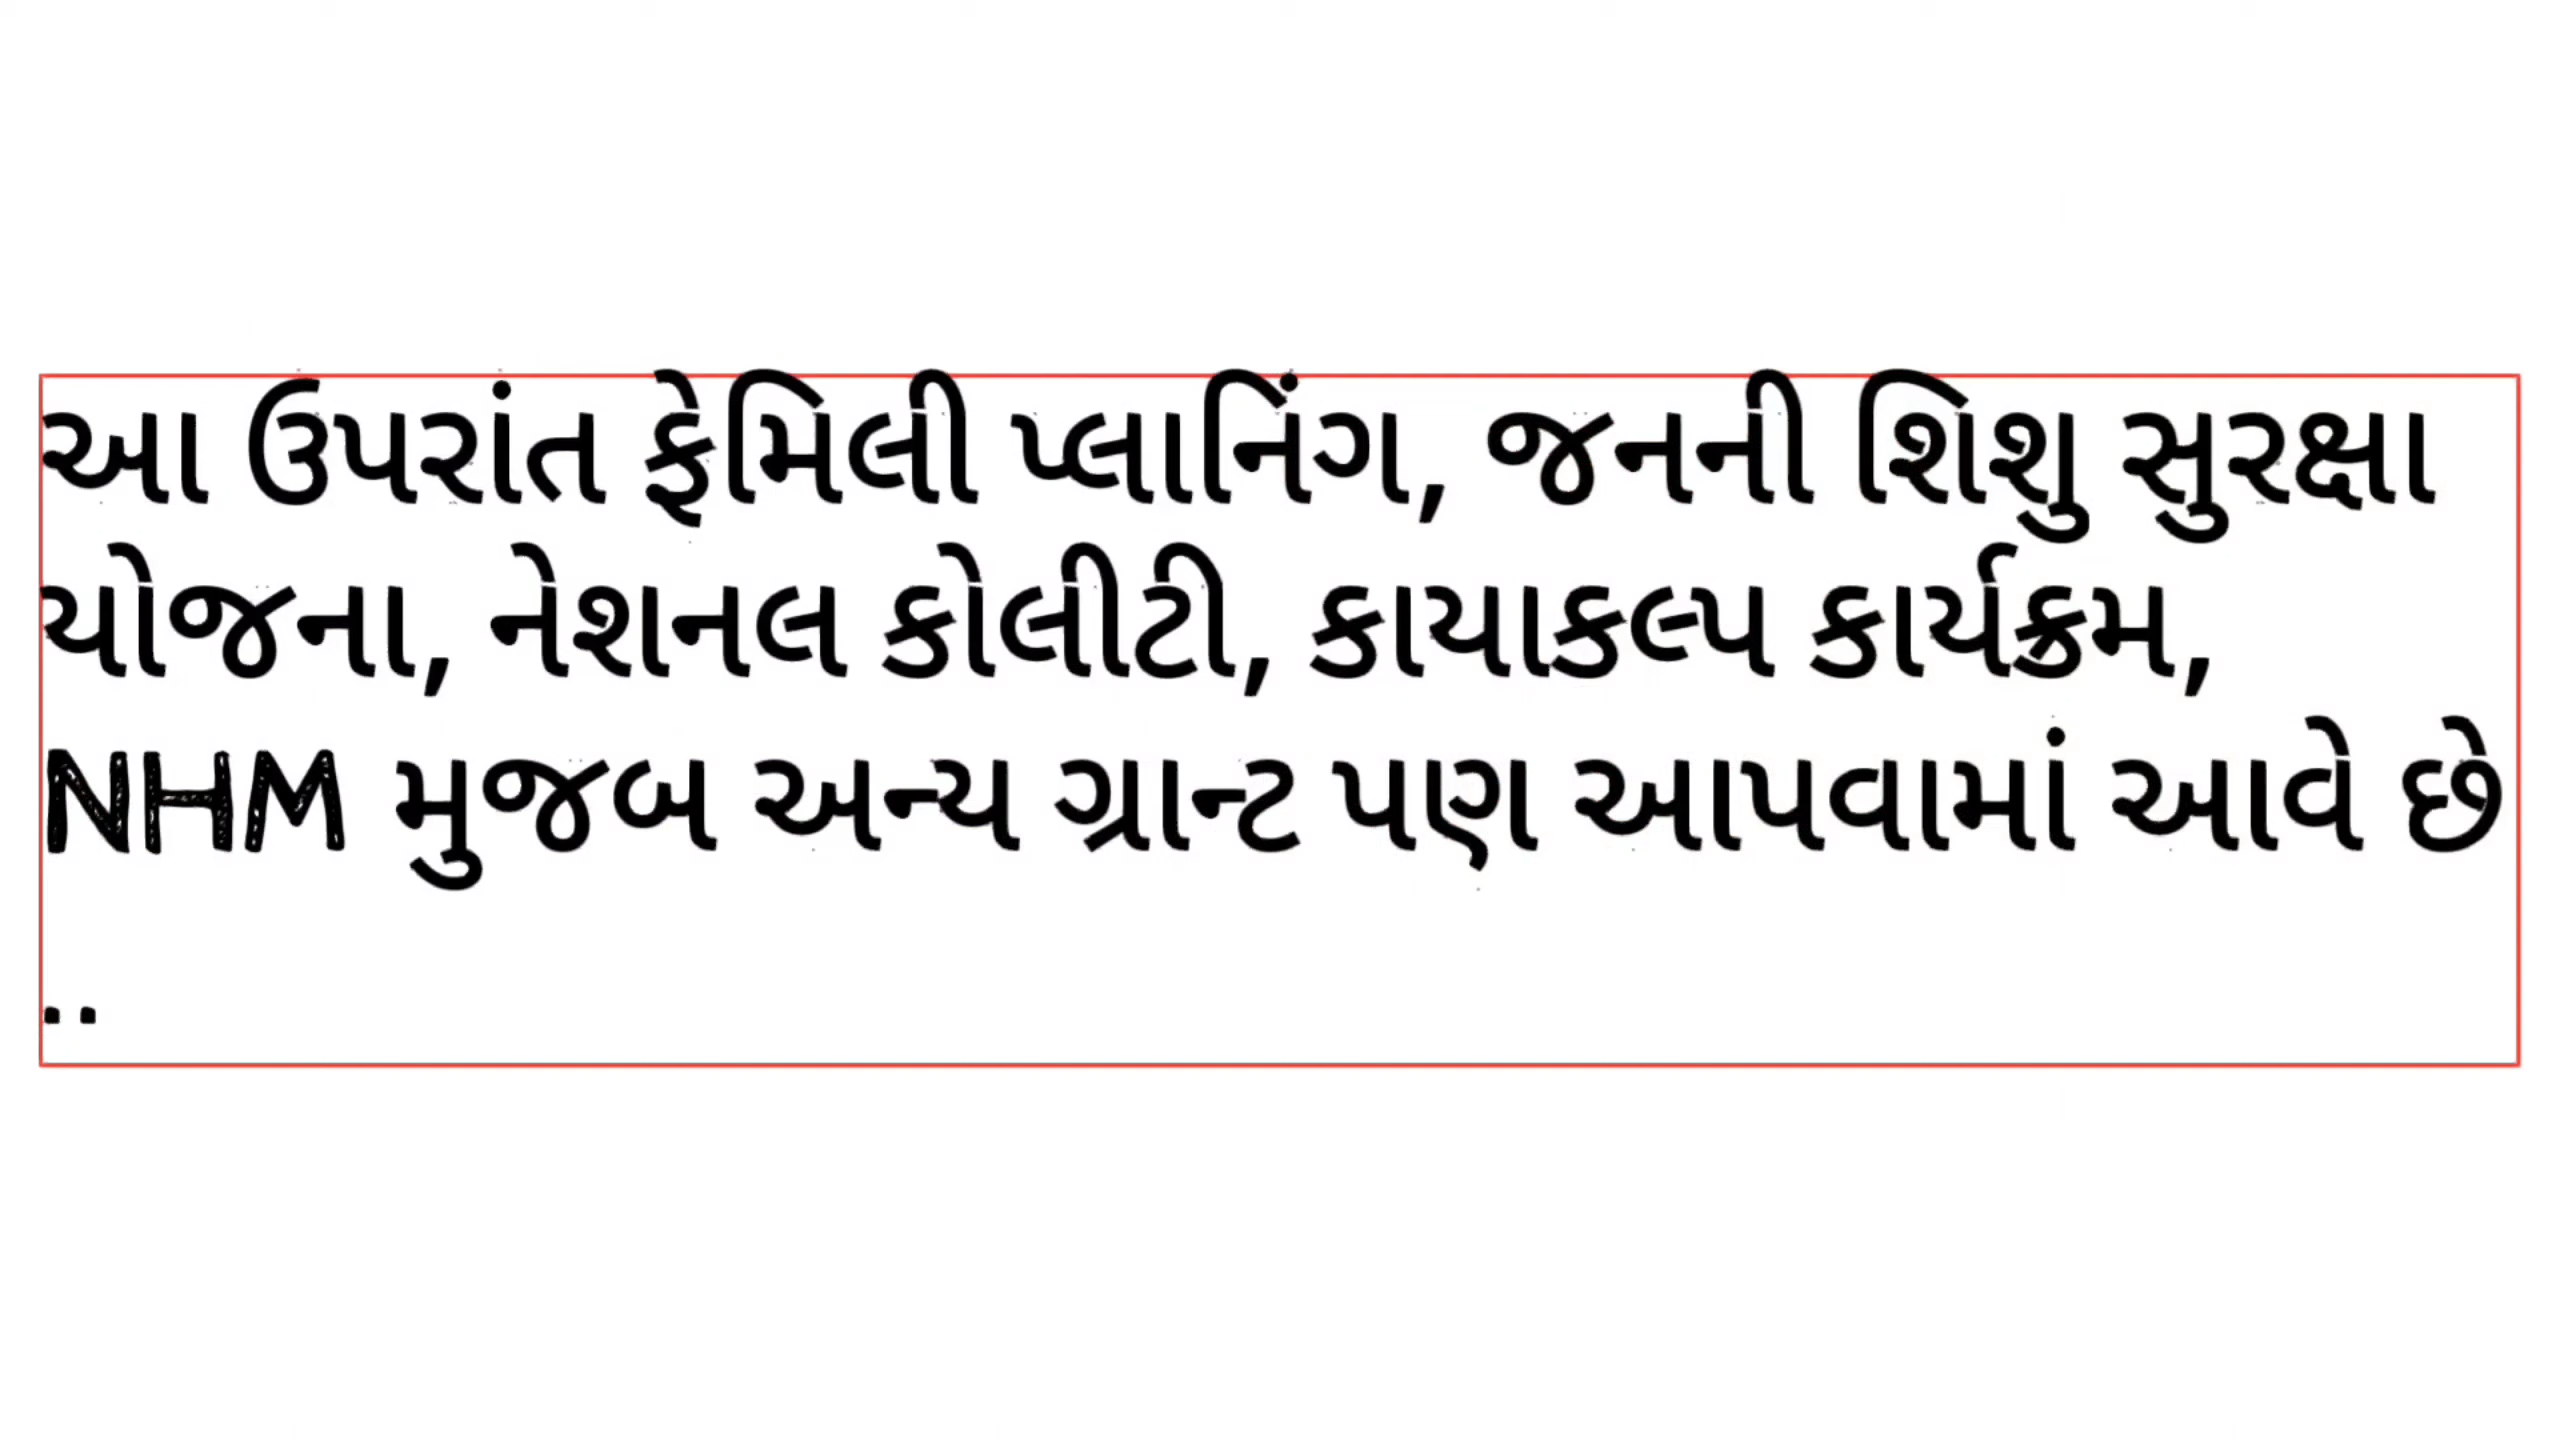 આ ઉપરાંત ફેમિલી પ્લાનિંગ, જનની શિશુ સુરક્ષા
યોજના, નેશનલ કોલીટી, કાયાકલ્પ કાર્યક્રમ,
NHM મુજબ અન્ય ગ્રાન્ટ પણ આપવામાં આવે છે
..